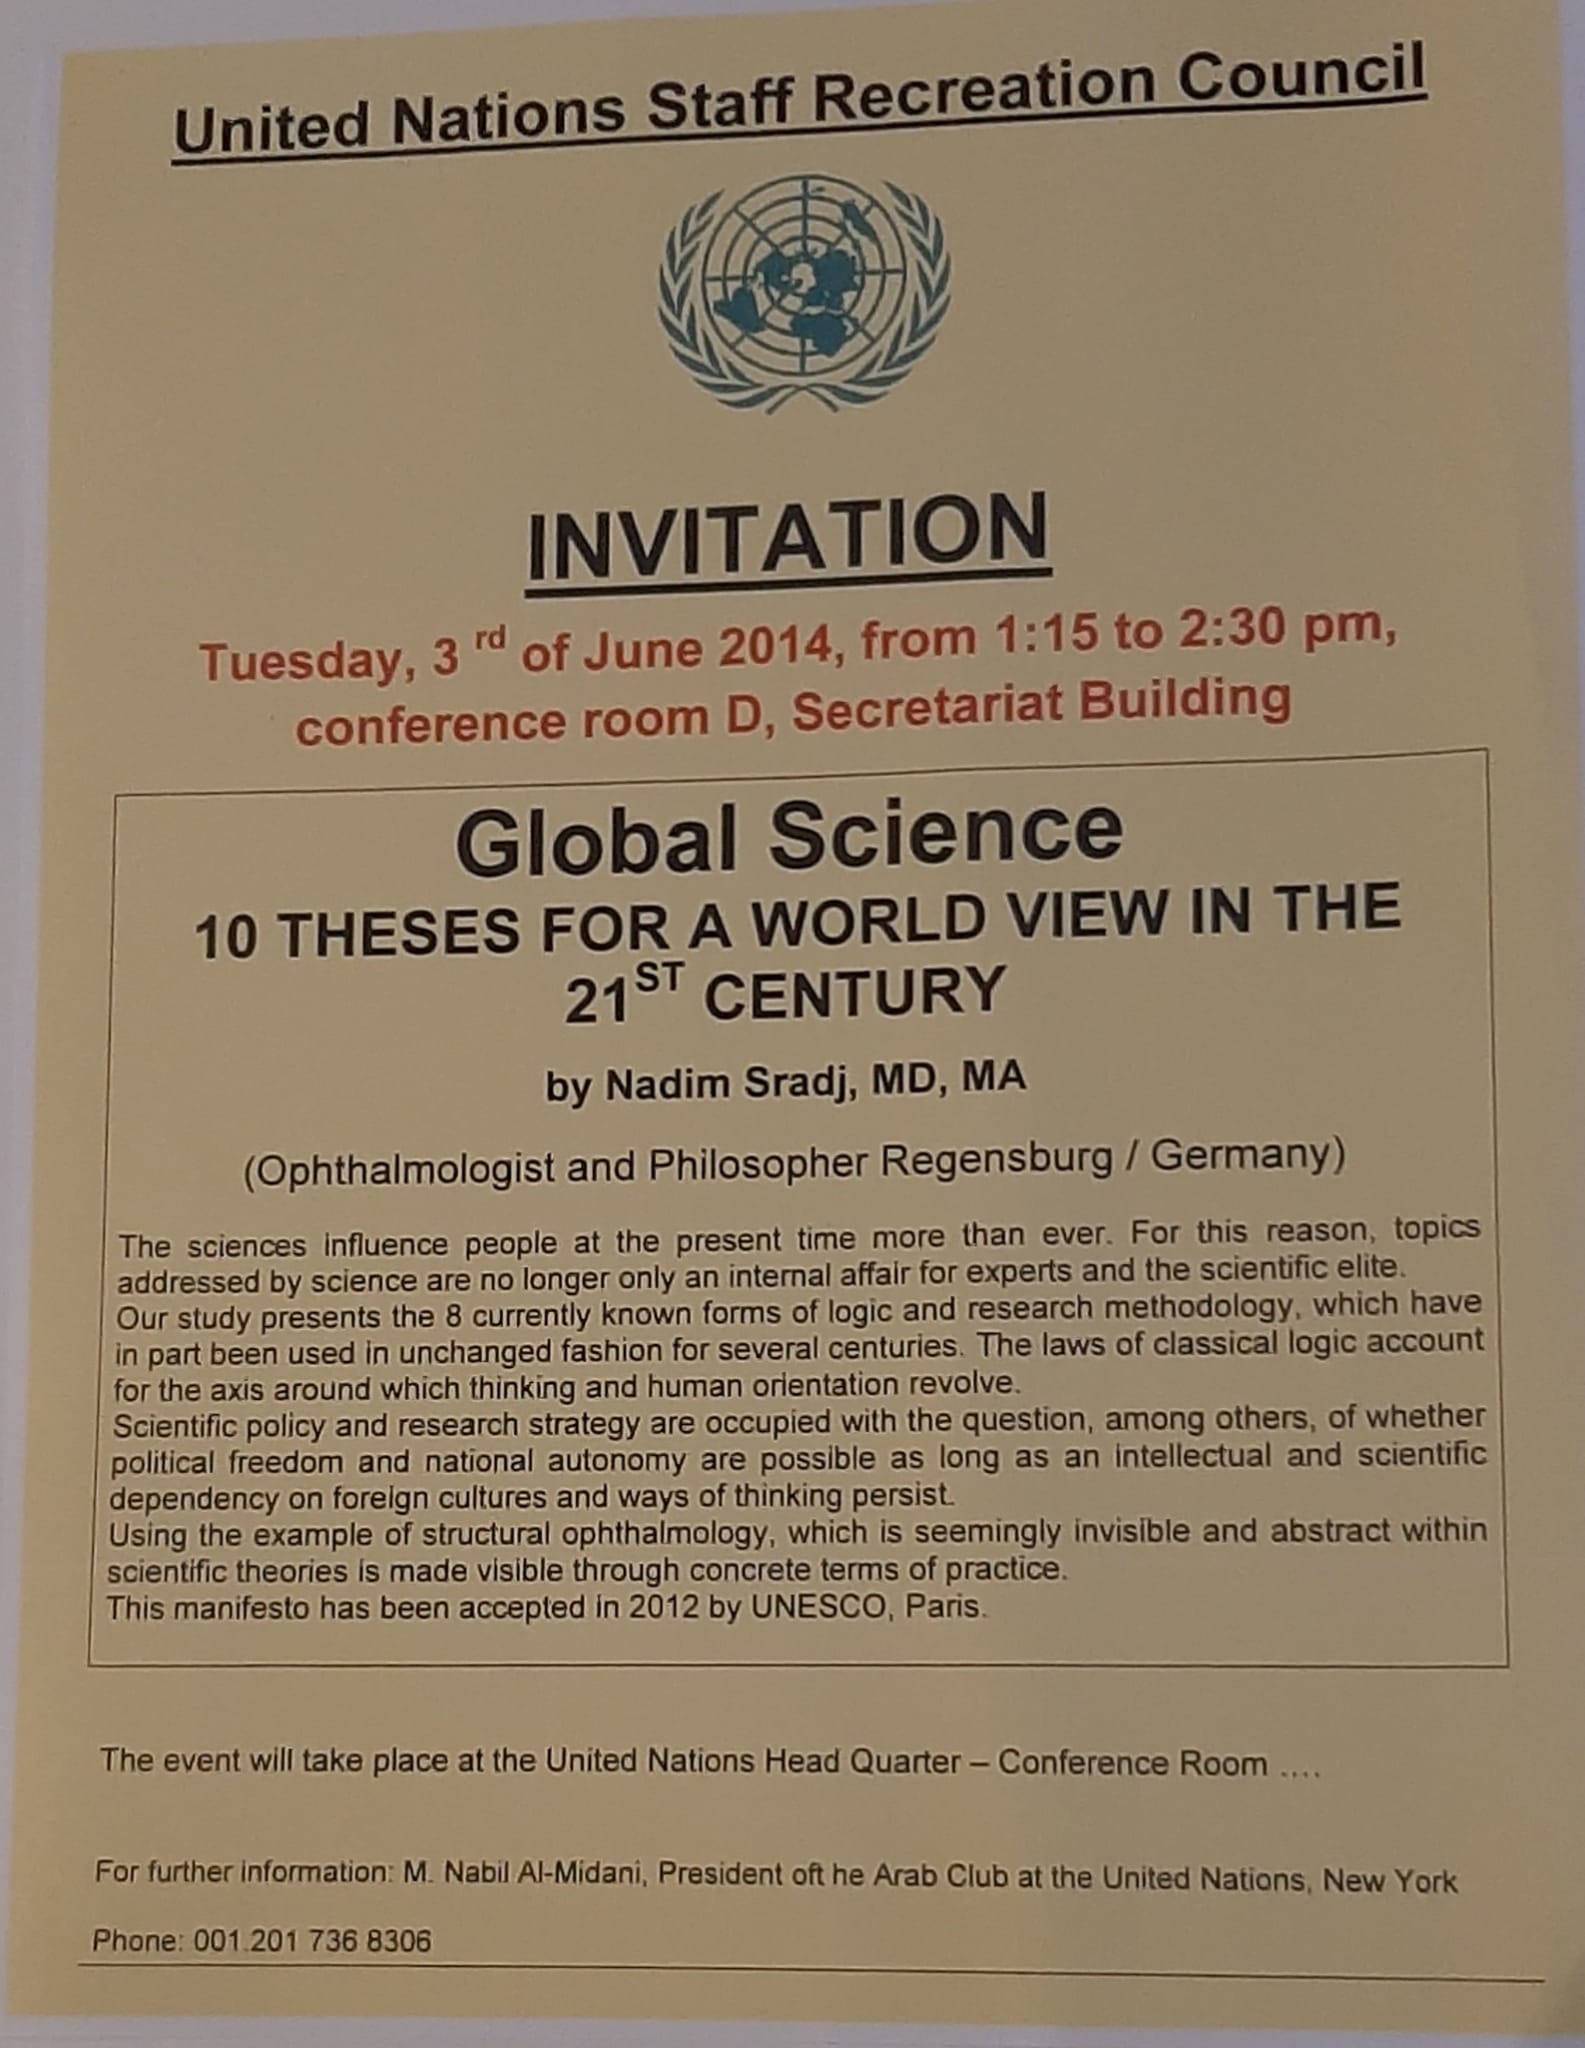 United Nations Staff Recreation Council
INVITATION
Tuesday, 3 rd of June 2014, from 1:15 to 2:30 pm,
conference room D, Secretariat Building
Global Science
10 THESES FOR A WORLD VIEW IN THE
21ST CENTURY
by Nadim Sradj, MD, MA
(Ophthalmologist and Philosopher Regensburg / Germany)
The sciences influence people at the present time more than ever. For this reason, topics
addressed by science are no longer only an internal affair for experts and the scientific elite.
Our study presents the 8 currently known forms of logic and research methodology, which have
in part been used in unchanged fashion for several centuries. The laws of classical logic account
for the axis around which thinking and human orientation revolve.
Scientific policy and research strategy are occupied with the question, among others, of whether
political freedom and national autonomy are possible as long as an intellectual and scientific
dependency on foreign cultures and ways of thinking persist.
Using the example of structural ophthalmology, which is seemingly invisible and abstract within
scientific theories is made visible through concrete terms of practice.
This manifesto has been accepted in 2012 by UNESCO, Paris.
The event will take place at the United Nations Head Quarter – Conference Room ....
For further information: M. Nabil Al-Midani, President oft he Arab Club at the United Nations, New York
Phone: 001.201 736 8306